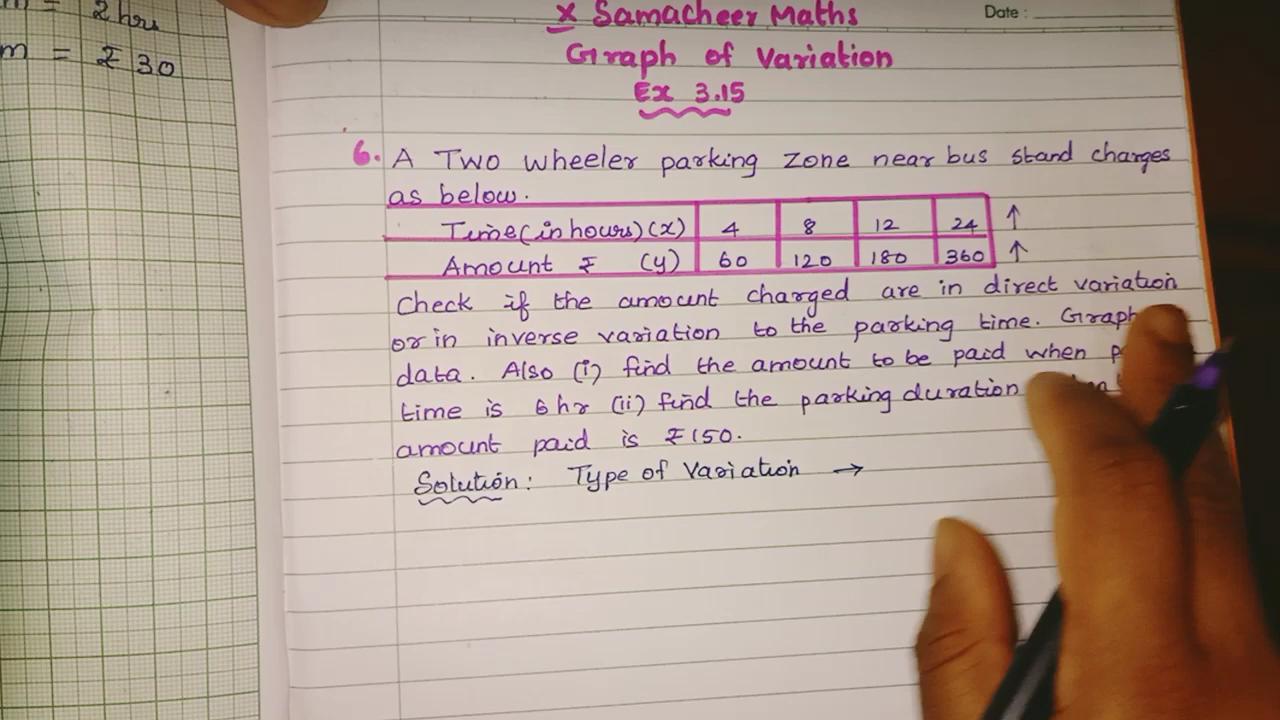 2 hrs
m = ₹ 30
X Samacheer Maths
Date :
Graph of Variation
Ex 3.15
6. A Two wheeler parking zone near bus stand charges
as below.
Time (in hours) (x) 4 8 12 24 ↑
Amount ₹ (y) 60 120 180 360 ↑
Check if the amount charged are in direct variation
or in inverse variation to the parking time. Graph
data. Also (i) find the amount to be paid when
time is 6 hr (ii) find the parking duration
amount paid is ₹ 150.
Solution: Type of Variation →